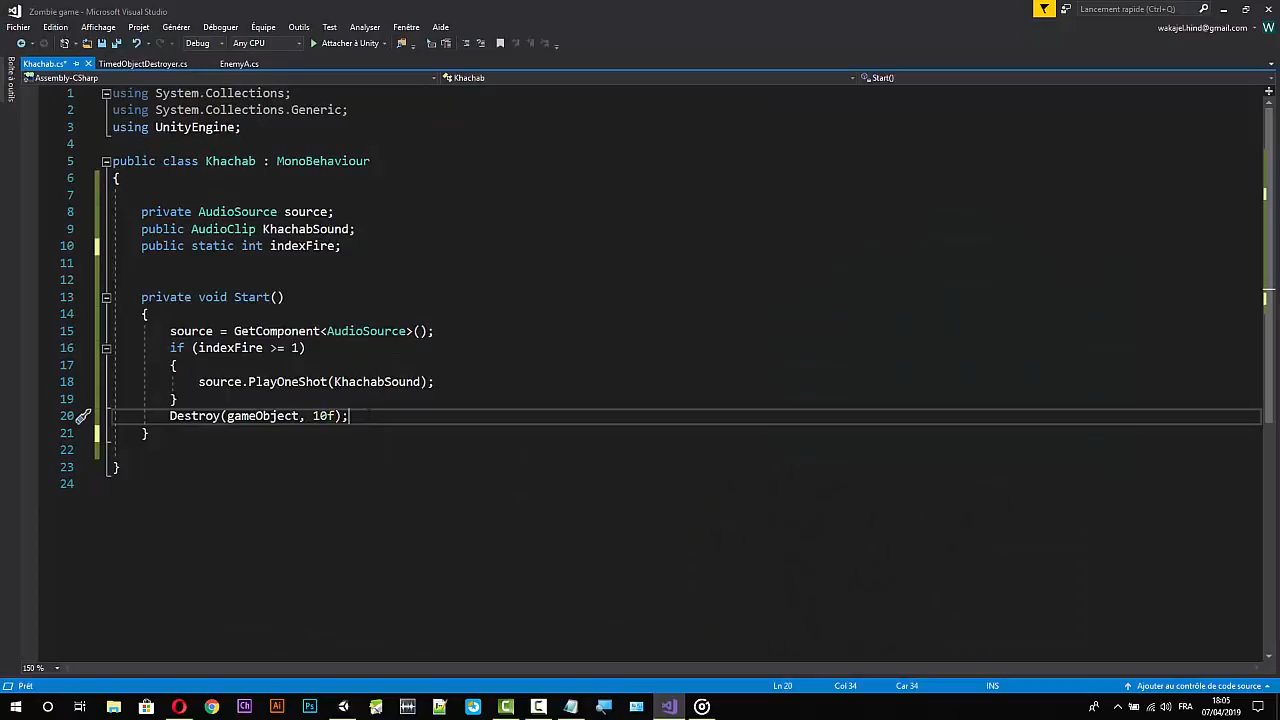 Zombie game - Microsoft Visual Studio
Lancement rapide (Ctrl+Q)
Fichier Edition Affichage Projet Générer Déboguer Équipe Outils Test Analyser Fenêtre Aide
wakajel.hind@gmail.com W
Debug Any CPU Attacher à Unity
Boîte à outils
Khachab.cs* TimedObjectDestroyer.cs EnemyA.cs
Assembly-CSharp Khachab Start()
1 using System.Collections;
2 using System.Collections.Generic;
3 using UnityEngine;
4
5 public class Khachab : MonoBehaviour
6 {
7
8 private AudioSource source;
9 public AudioClip KhachabSound;
10 public static int indexFire;
11
12
13 private void Start()
14 {
15 source = GetComponent<AudioSource>();
16 if (indexFire >= 1)
17 {
18 source.PlayOneShot(KhachabSound);
19 }
20 Destroy(gameObject, 10f);
21 }
22
23 }
24
150 %
Prêt Ln 20 Col 34 Car 34 INS Ajouter au contrôle de code source
Ch Ai Ps FRA 18:05
07/04/2019